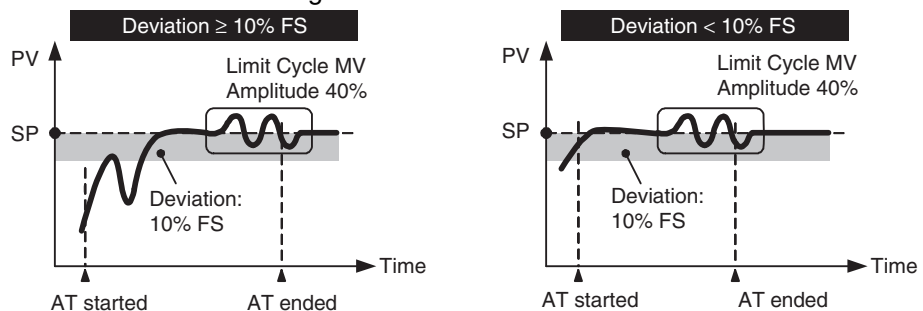 Deviation ≥ 10% FS
PV
Limit Cycle MV
Amplitude 40%
SP
Deviation:
10% FS
Time
AT started
AT ended
Deviation < 10% FS
PV
Limit Cycle MV
Amplitude 40%
SP
Deviation:
10% FS
Time
AT started
AT ended